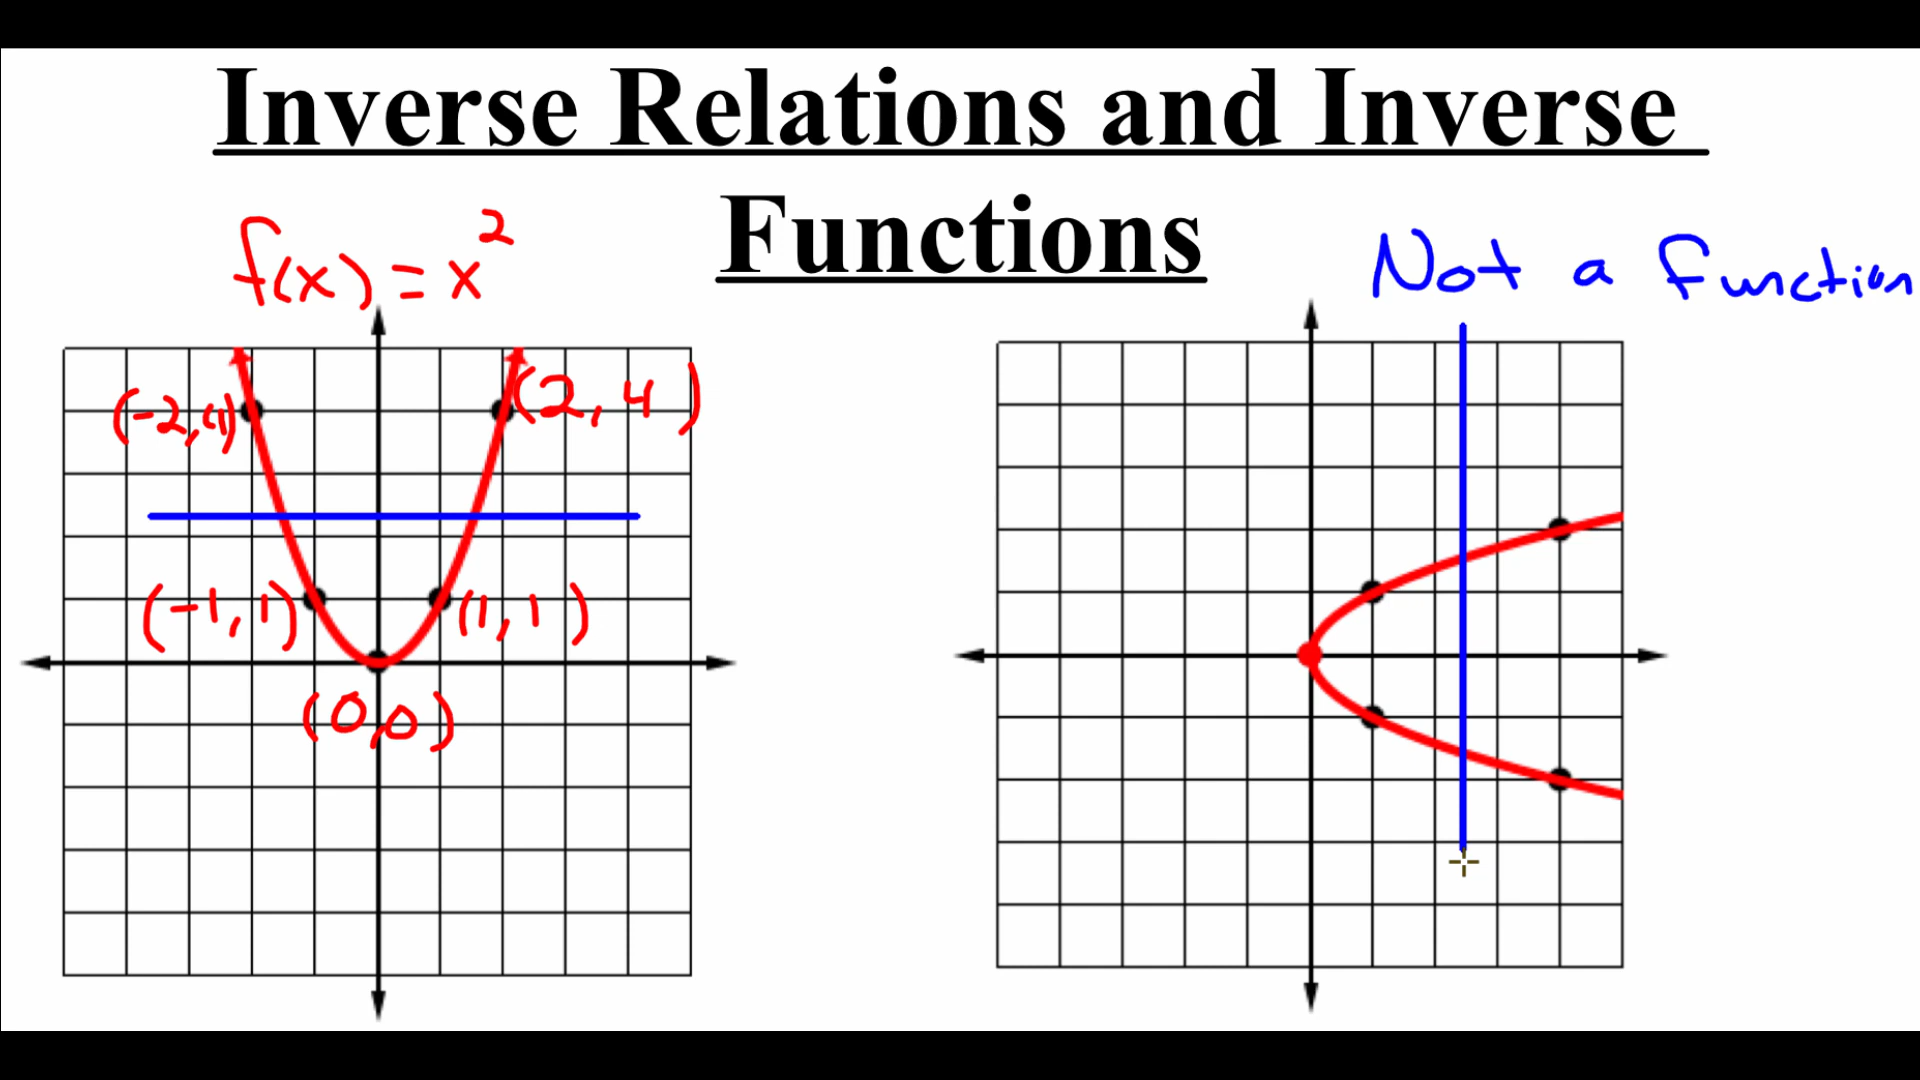 Inverse Relations and Inverse
Functions
f(x) = x²
Not a function
(-2,4)
(2,4)
(-1,1)
(1,1)
(0,0)